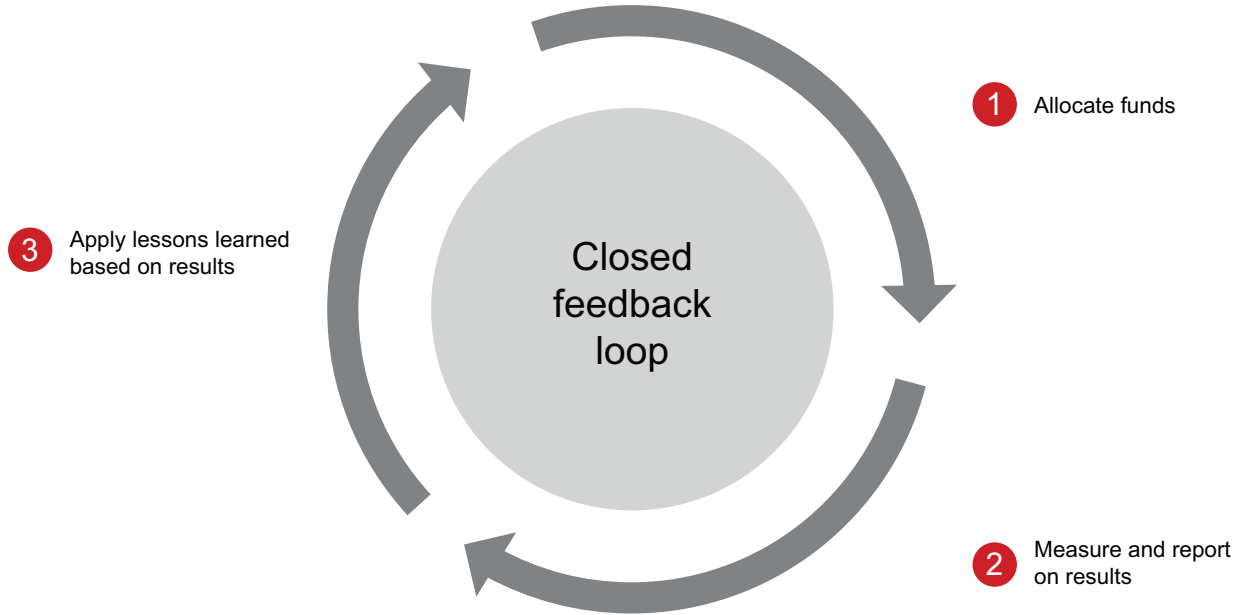 1 Allocate funds
3 Apply lessons learned
based on results
Closed
feedback
loop
2 Measure and report
on results